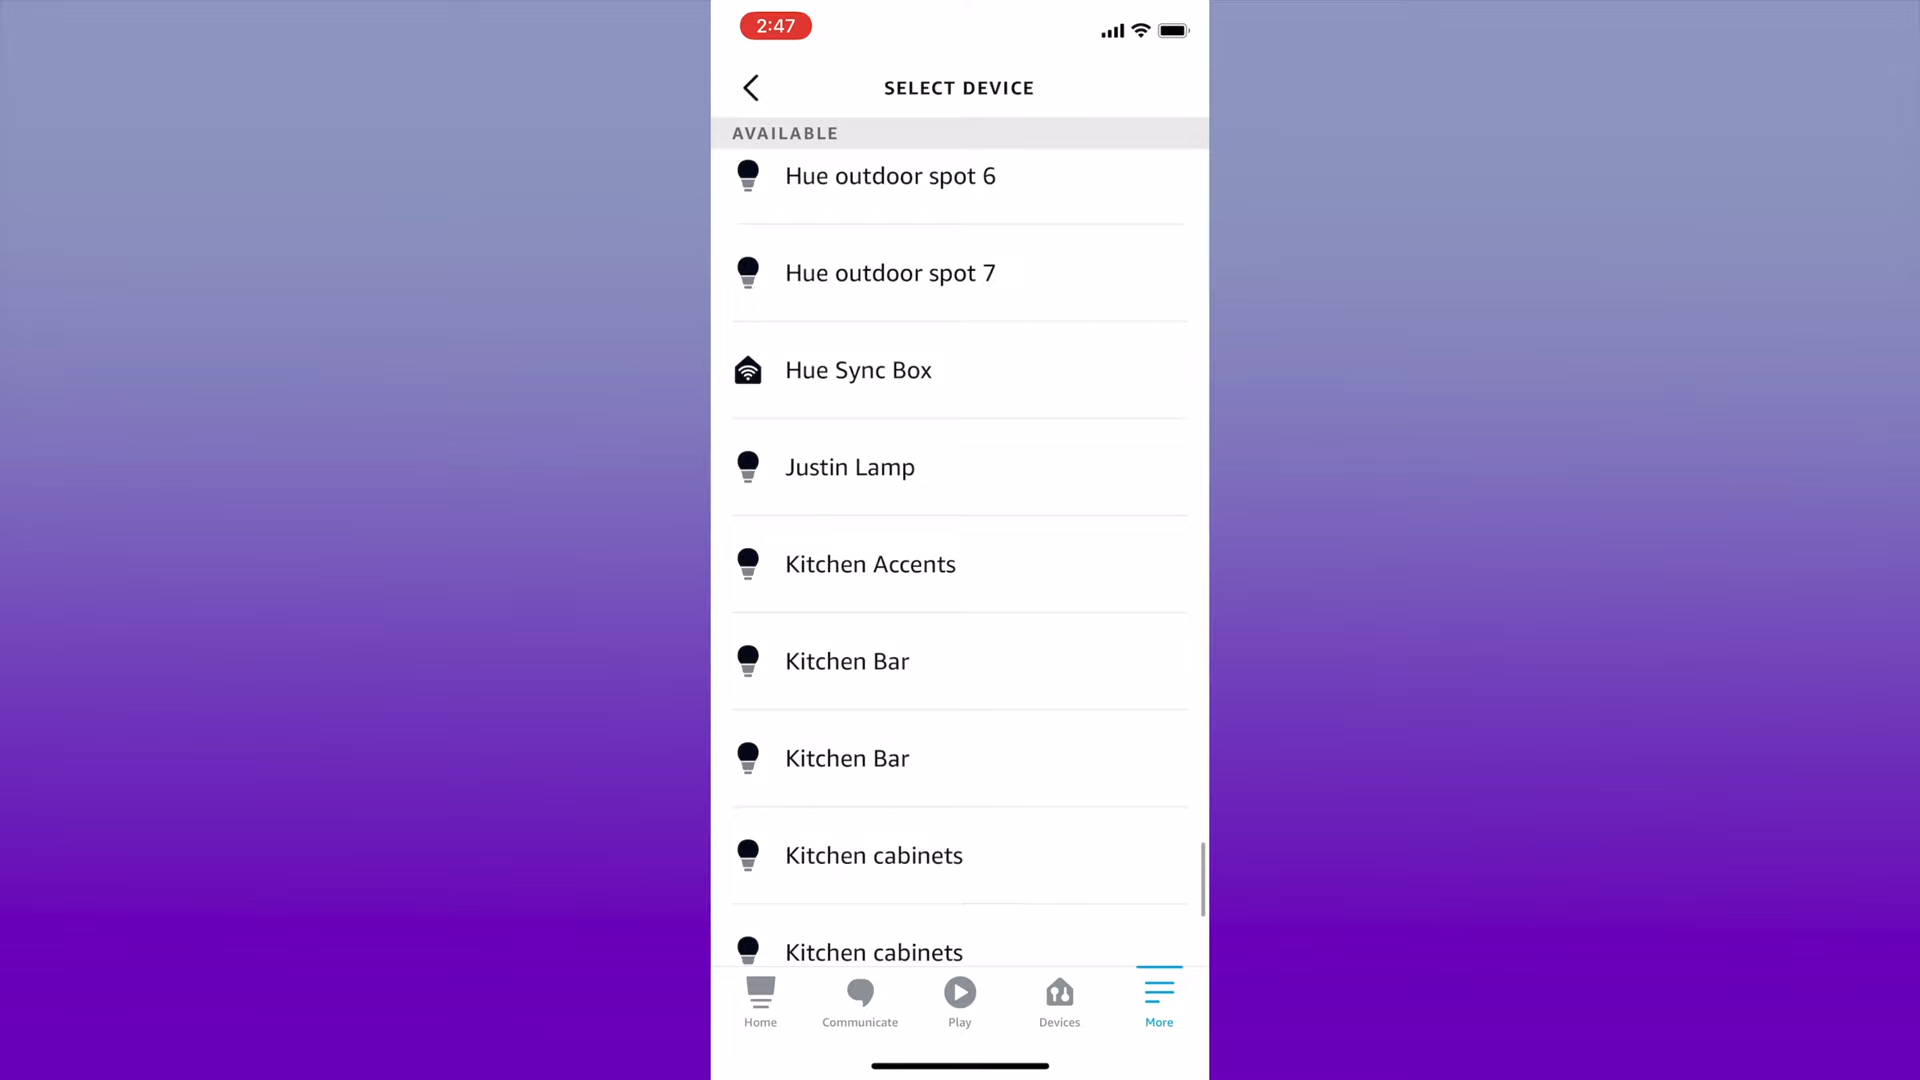 2:47
SELECT DEVICE
AVAILABLE
Hue outdoor spot 6
Hue outdoor spot 7
Hue Sync Box
Justin Lamp
Kitchen Accents
Kitchen Bar
Kitchen Bar
Kitchen cabinets
Kitchen cabinets
Home Communicate Play Devices More